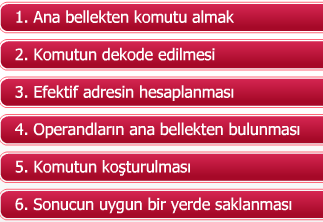 1. Ana bellekten komutu almak
2. Komutun dekode edilmesi
3. Efektif adresin hesaplanması
4. Operandların ana bellekten bulunması
5. Komutun koşturulması
6. Sonucun uygun bir yerde saklanması